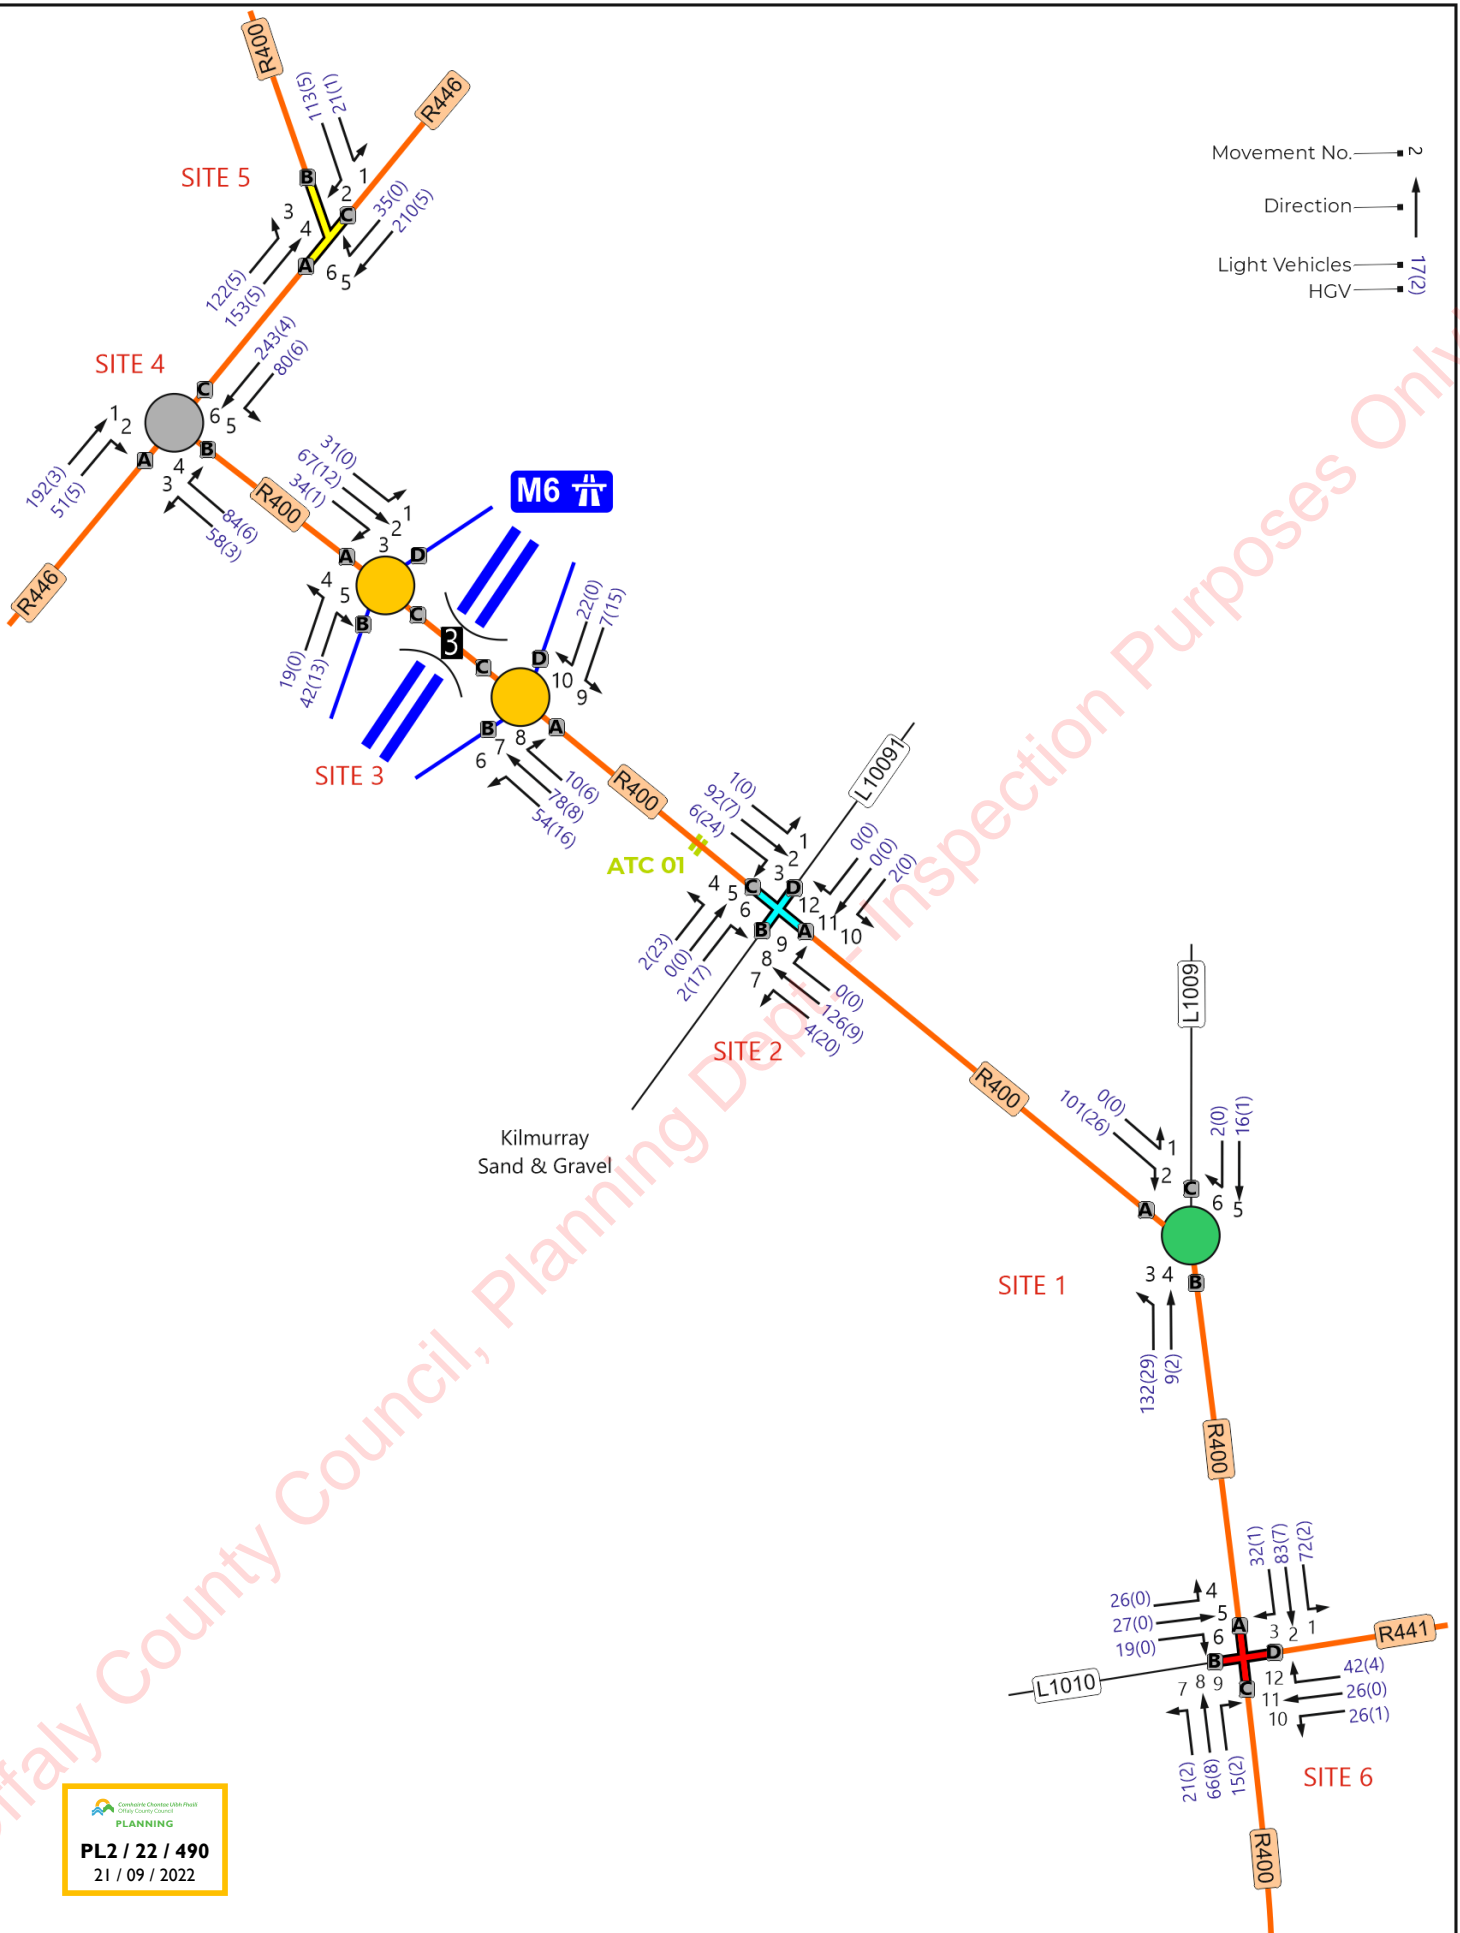 R400
R446
113(5)
21(1)
SITE 5
B
1
2
C
3
4
A
6
5
35(0)
210(5)
122(5)
153(5)
Movement No.
2
Direction
Light Vehicles
HGV
17(2)
SITE 4
243(4)
80(6)
C
1
2
6
5
A
B
4
3
192(3)
51(5)
84(6)
58(3)
R446
R400
31(0)
67(12)
34(1)
1
2
3
M6
A
D
4
5
B
C
19(0)
42(13)
3
22(0)
7(15)
C
D
10
9
B
A
8
7
6
SITE 3
10(6)
78(8)
54(16)
R400
L10091
ATC 01
1(0)
92(7)
6(24)
1
2
3
0(0)
0(0)
2(0)
4
5
6
C
D
12
11
10
B
A
9
8
7
2(23)
0(0)
2(17)
0(0)
126(9)
4(20)
SITE 2
Kilmurray
Sand & Gravel
R400
L1009
0(0)
101(26)
2(0)
16(1)
1
2
C
6
5
A
3 4
B
SITE 1
132(29)
9(2)
R400
32(1)
83(7)
72(2)
26(0)
27(0)
19(0)
4
5
6
A
3 2 1
B
D
R441
L1010
7 8 9
C
12
11
10
42(4)
26(0)
26(1)
21(2)
66(8)
15(2)
SITE 6
R400
Comhairle Chontae Uíbh Fhailí
Offaly County Council
PLANNING
PL2 / 22 / 490
21 / 09 / 2022
ffaly County Council, Planning Dept - Inspection Purposes Only